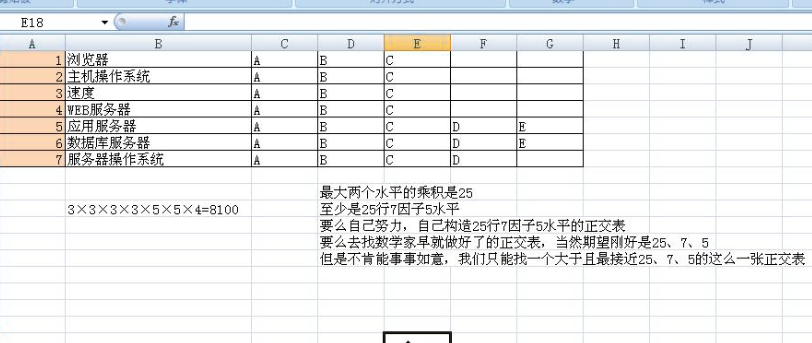 E18
fx
A B C D E F G H I J
1 浏览器 A B C
2 主机操作系统 A B C
3 速度 A B C
4 WEB服务器 A B C
5 应用服务器 A B C D E
6 数据库服务器 A B C D E
7 服务器操作系统 A B C D
最大两个水平的乘积是25
3×3×3×3×5×5×4=8100 至少是25行7因子5水平
要么自己努力，自己构造25行7因子5水平的正交表
要么去找数学家早就做好了的正交表，当然期望刚好是25、7、5
但是不肯能事事如意，我们只能找一个大于且最接近25、7、5的这么一张正交表